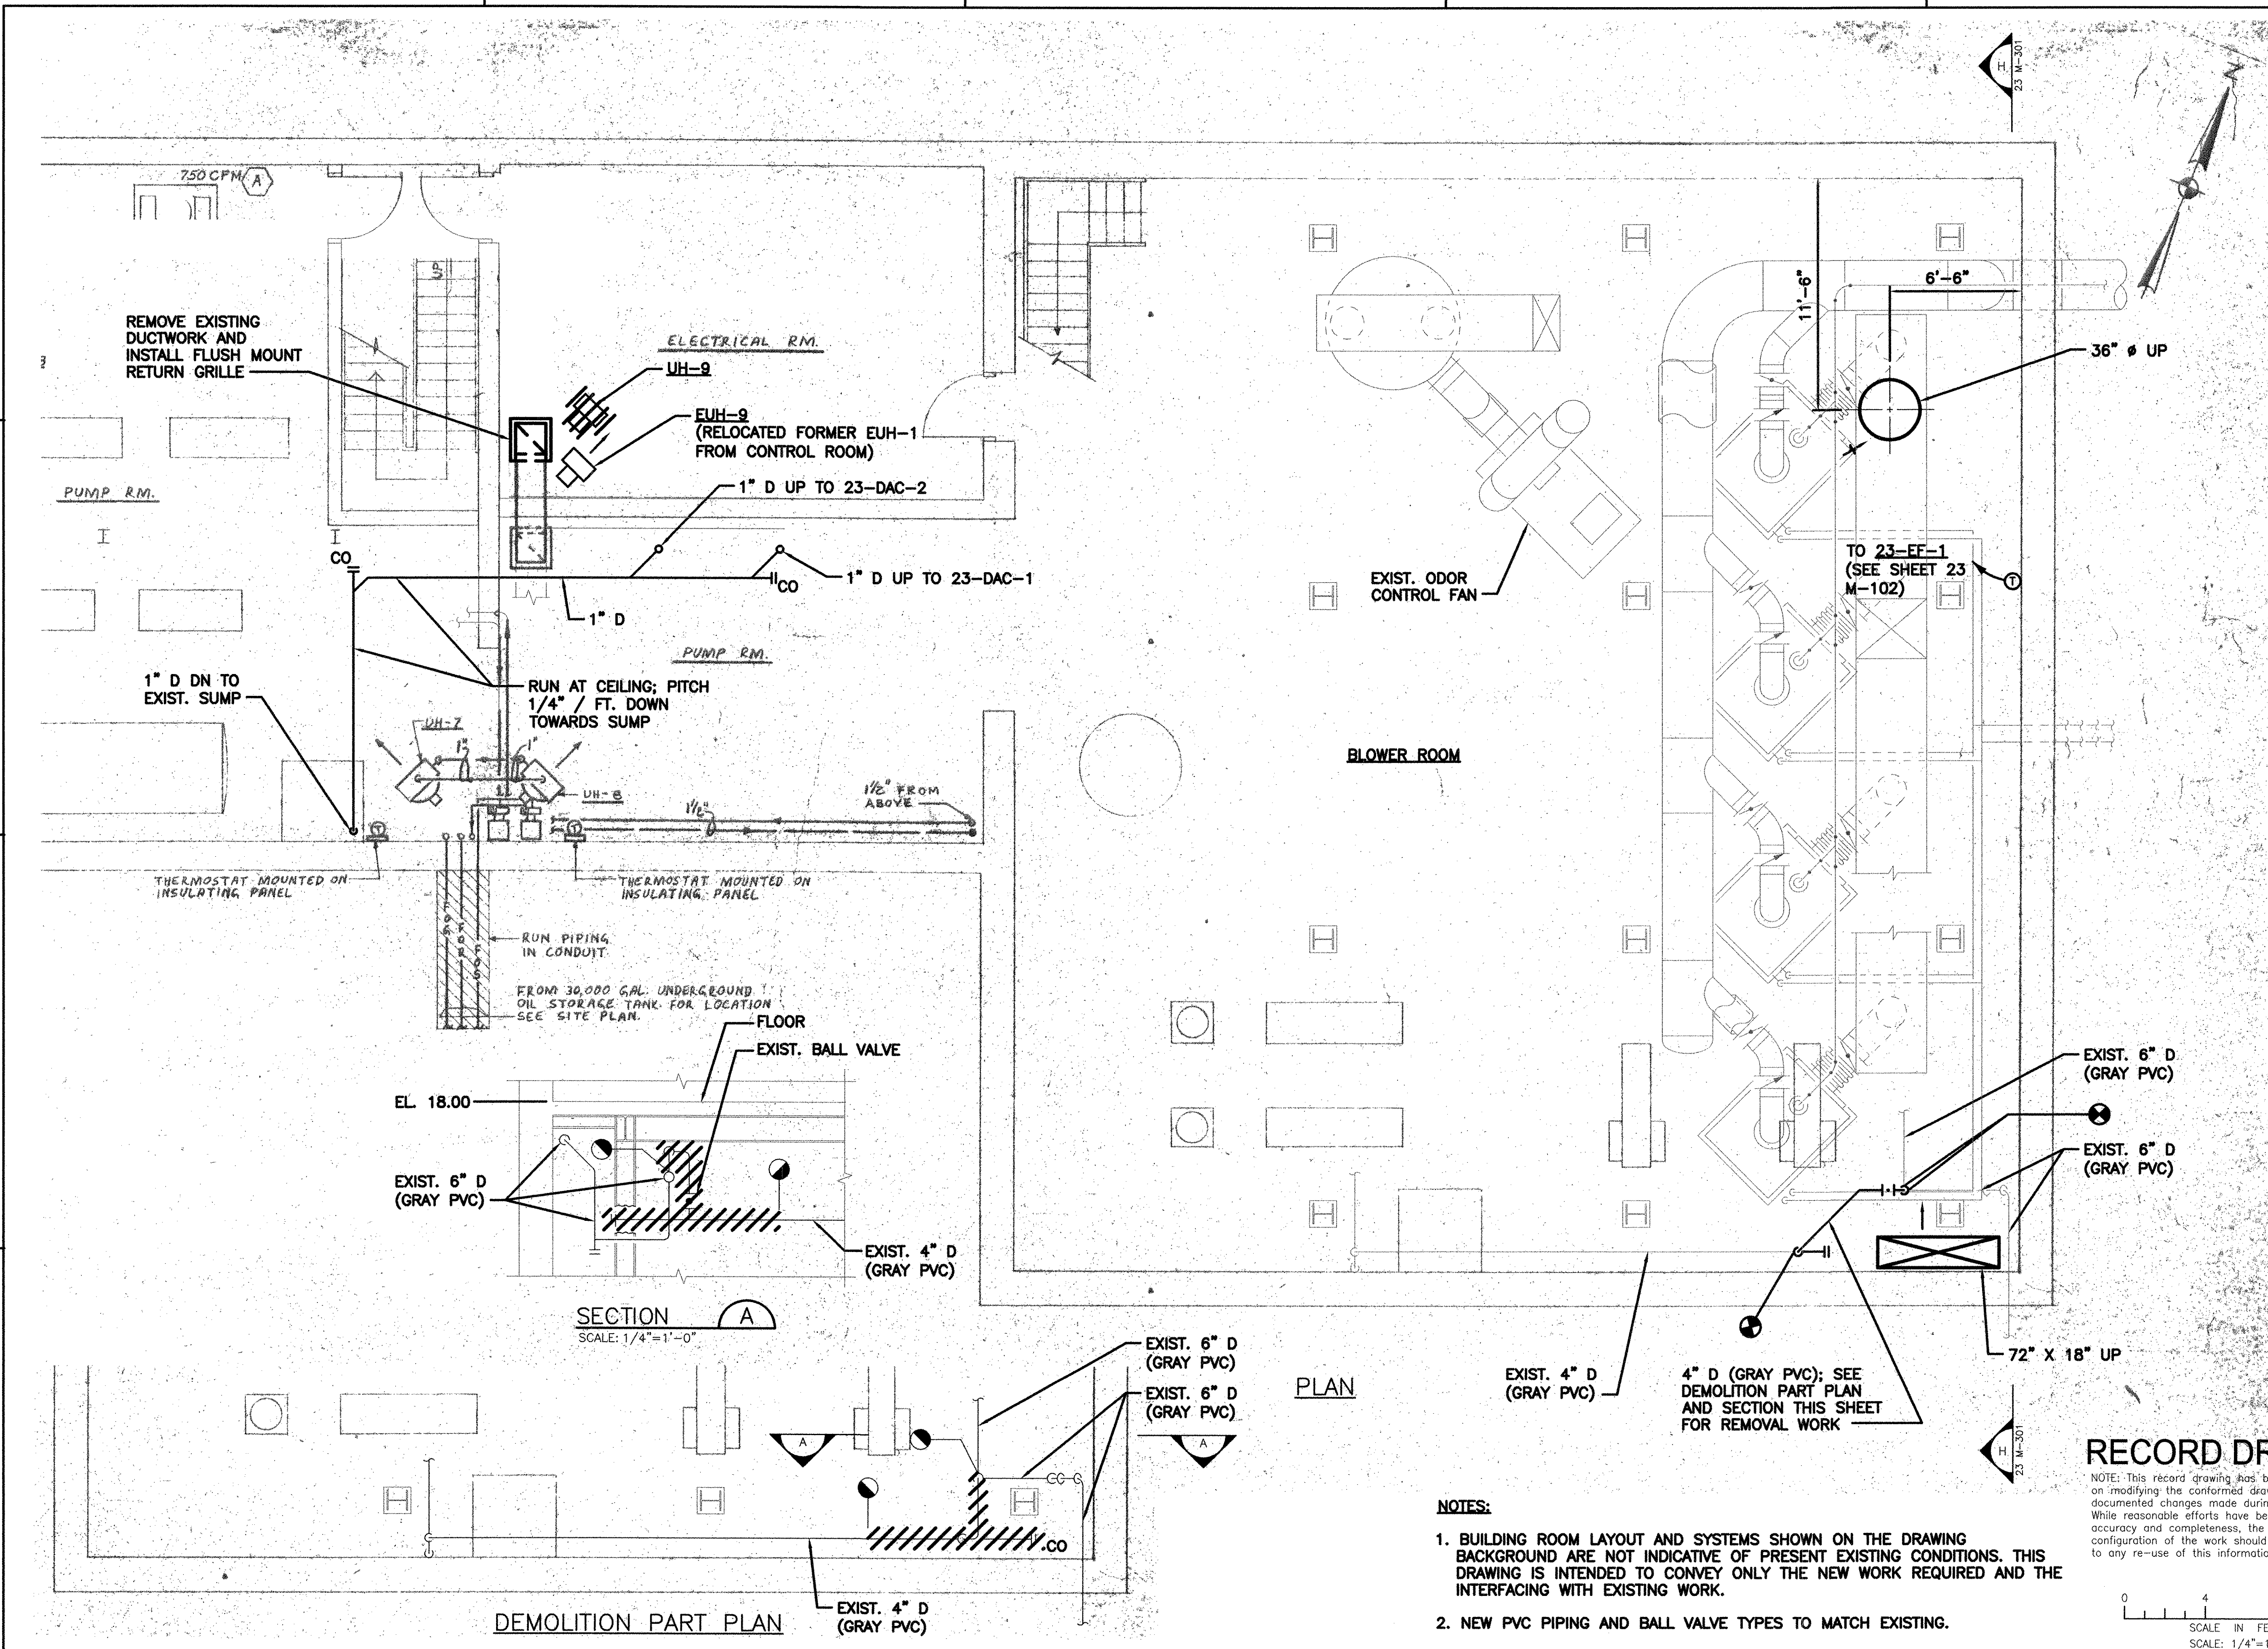 H
23 M-301
N
750 CFM
A
REMOVE EXISTING
DUCTWORK AND
INSTALL FLUSH MOUNT
RETURN GRILLE
ELECTRICAL RM.
UH-9
EUH-9
(RELOCATED FORMER EUH-1
FROM CONTROL ROOM)
11'-6"
6'-6"
36" ø UP
PUMP RM.
1" D UP TO 23-DAC-2
CO
CO
1" D UP TO 23-DAC-1
1" D
EXIST. ODOR
CONTROL FAN
TO 23-EF-1
(SEE SHEET 23
M-102)
T
PUMP RM.
1" D DN TO
EXIST. SUMP
RUN AT CEILING; PITCH
1/4" / FT. DOWN
TOWARDS SUMP
UH-7
1"
1"
UH-8
1½" FROM
ABOVE
1½"
BLOWER ROOM
T
T
THERMOSTAT MOUNTED ON
INSULATING PANEL
THERMOSTAT MOUNTED ON
INSULATING PANEL
FOS
FOR
FOS
RUN PIPING
IN CONDUIT
FROM 30,000 GAL. UNDERGROUND
OIL STORAGE TANK. FOR LOCATION
SEE SITE PLAN.
FLOOR
EXIST. BALL VALVE
EL. 18.00
EXIST. 6" D
(GRAY PVC)
EXIST. 4" D
(GRAY PVC)
SECTION A
SCALE: 1/4"=1'-0"
EXIST. 6" D
(GRAY PVC)
EXIST. 6" D
(GRAY PVC)
72" X 18" UP
EXIST. 4" D
(GRAY PVC)
4" D (GRAY PVC); SEE
DEMOLITION PART PLAN
AND SECTION THIS SHEET
FOR REMOVAL WORK
PLAN
EXIST. 6" D
(GRAY PVC)
EXIST. 6" D
(GRAY PVC)
A
A
CO
EXIST. 4" D
(GRAY PVC)
DEMOLITION PART PLAN
H
23 M-301
NOTES:
1. BUILDING ROOM LAYOUT AND SYSTEMS SHOWN ON THE DRAWING
BACKGROUND ARE NOT INDICATIVE OF PRESENT EXISTING CONDITIONS. THIS
DRAWING IS INTENDED TO CONVEY ONLY THE NEW WORK REQUIRED AND THE
INTERFACING WITH EXISTING WORK.
2. NEW PVC PIPING AND BALL VALVE TYPES TO MATCH EXISTING.
RECORD DR
NOTE: This record drawing has b
on modifying the conformed dra
documented changes made duri
While reasonable efforts have be
accuracy and completeness, the
configuration of the work should
to any re-use of this informatio
0 4
SCALE IN F
SCALE: 1/4"=